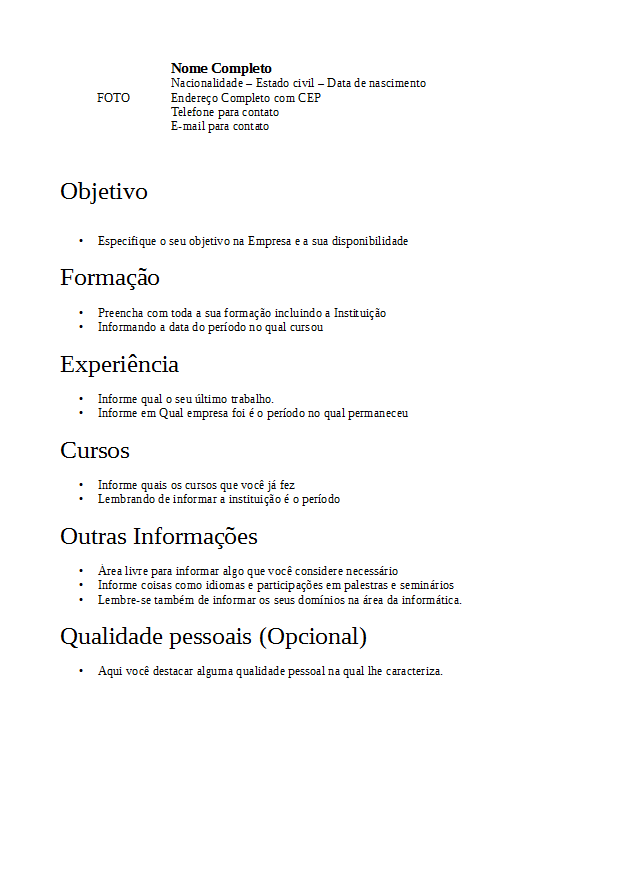 Nome Completo
Nacionalidade – Estado civil – Data de nascimento
FOTO
Endereço Completo com CEP
Telefone para contato
E-mail para contato
Objetivo
• Especifique o seu objetivo na Empresa e a sua disponibilidade
Formação
• Preencha com toda a sua formação incluindo a Instituição
• Informando a data do período no qual cursou
Experiência
• Informe qual o seu último trabalho.
• Informe em Qual empresa foi é o período no qual permaneceu
Cursos
• Informe quais os cursos que você já fez
• Lembrando de informar a instituição é o período
Outras Informações
• Área livre para informar algo que você considere necessário
• Informe coisas como idiomas e participações em palestras e seminários
• Lembre-se também de informar os seus domínios na área da informática.
Qualidade pessoais (Opcional)
• Aqui você destacar alguma qualidade pessoal na qual lhe caracteriza.